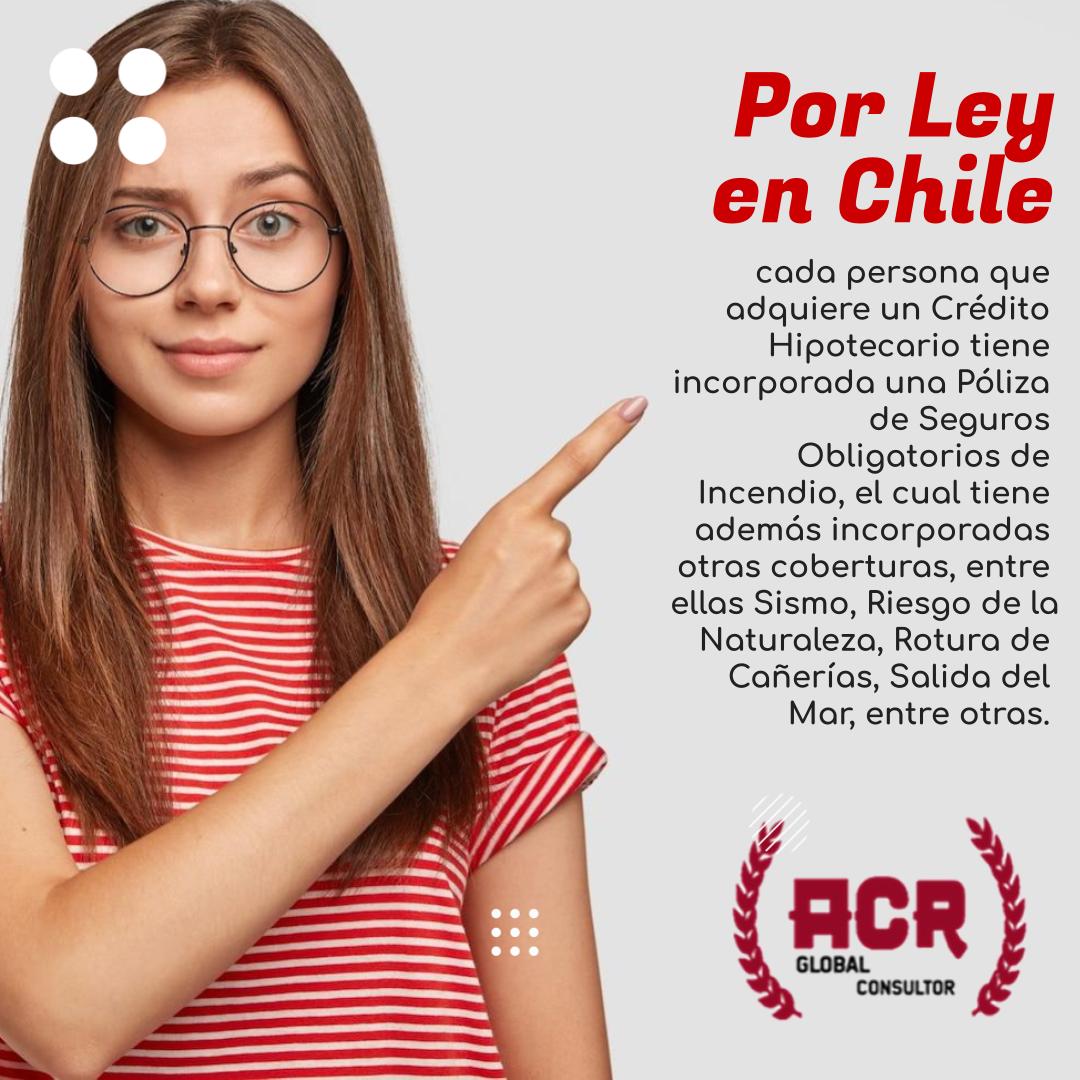 Por Ley
en Chile
cada persona que
adquiere un Crédito
Hipotecario tiene
incorporada una Póliza
de Seguros
Obligatorios de
Incendio, el cual tiene
además incorporadas
otras coberturas, entre
ellas Sismo, Riesgo de la
Naturaleza, Rotura de
Cañerías, Salida del
Mar, entre otras.
ACR
GLOBAL
CONSULTOR